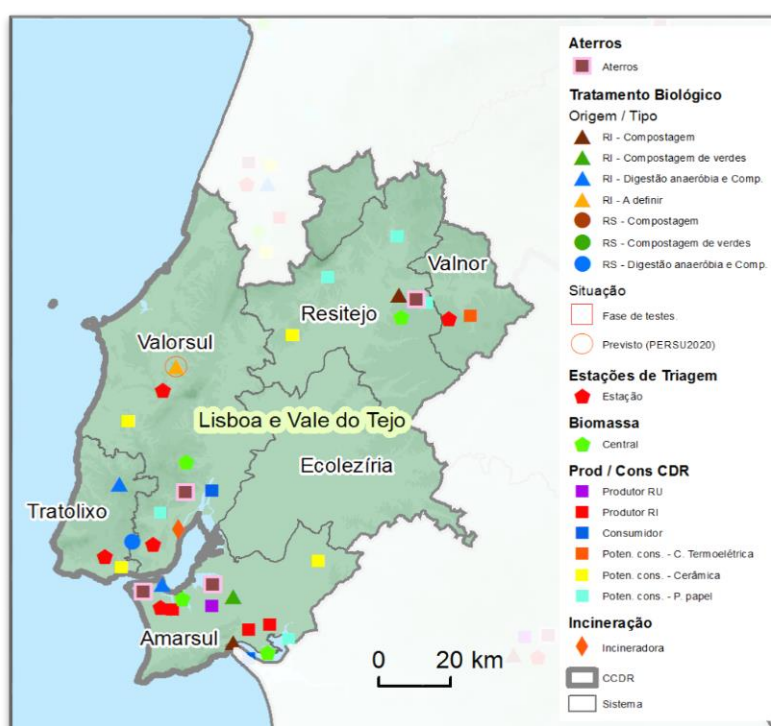 Valnor
Resitejo
Valorsul
Lisboa e Vale do Tejo
Ecolezíria
Tratolixo
Amarsul
0 20 km
Aterros
Aterros
Tratamento Biológico
Origem / Tipo
RI - Compostagem
RI - Compostagem de verdes
RI - Digestão anaeróbia e Comp.
RI - A definir
RS - Compostagem
RS - Compostagem de verdes
RS - Digestão anaeróbia e Comp.
Situação
Fase de testes
Previsto (PERSU2020)
Estações de Triagem
Estação
Biomassa
Central
Prod / Cons CDR
Produtor RU
Produtor RI
Consumidor
Poten. cons. - C. Termoelétrica
Poten. cons. - Cerâmica
Poten. cons. - P. papel
Incineração
Incineradora
CCDR
Sistema